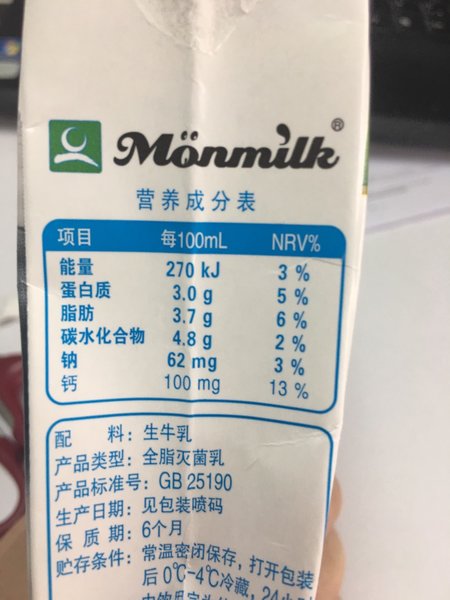 Mönmilk®
营养成分表
项目 每100mL NRV%
能量 270 kJ 3 %
蛋白质 3.0 g 5 %
脂肪 3.7 g 6 %
碳水化合物 4.8 g 2 %
钠 62 mg 3 %
钙 100 mg 13 %
配 料：生牛乳
产品类型：全脂灭菌乳
产品标准号：GB 25190
生产日期：见包装喷码
保 质 期：6个月
贮存条件：常温密闭保存，打开包装
后0℃-4℃冷藏，24小时